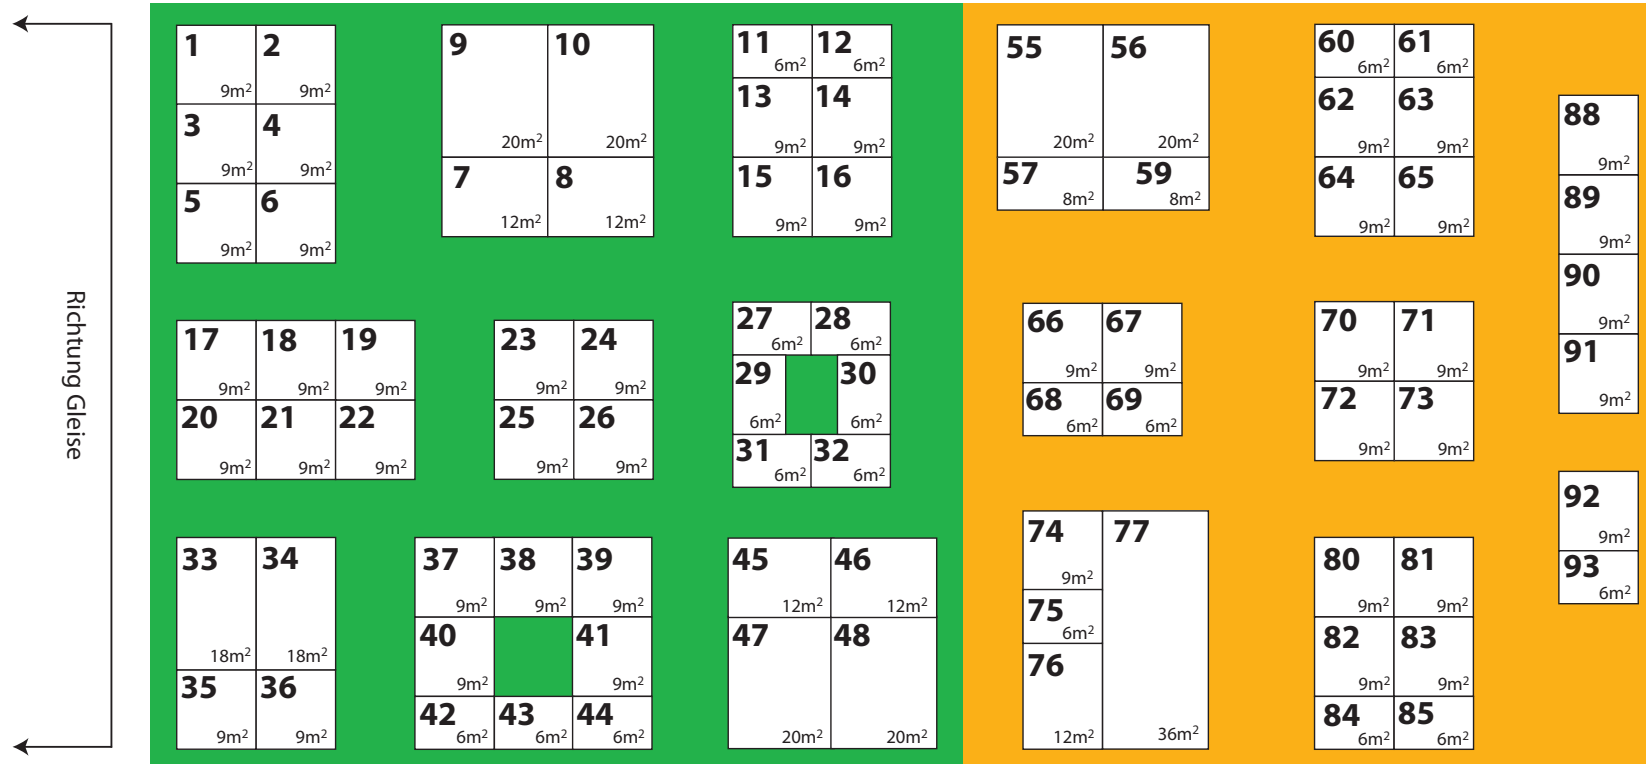 Richtung Gleise
1 2
9m² 9m²
3 4
9m² 9m²
5 6
9m² 9m²
9 10
20m² 20m²
7 8
12m² 12m²
11 12
6m² 6m²
13 14
9m² 9m²
15 16
9m² 9m²
17 18 19
9m² 9m² 9m²
20 21 22
9m² 9m² 9m²
23 24
9m² 9m²
25 26
9m² 9m²
27 28
6m² 6m²
29 30
6m² 6m²
31 32
6m² 6m²
33 34
18m² 18m²
35 36
9m² 9m²
37 38 39
9m² 9m² 9m²
40 41
9m² 9m²
42 43 44
6m² 6m² 6m²
45 46
12m² 12m²
47 48
20m² 20m²
55 56
20m² 20m²
57 59
8m² 8m²
60 61
6m² 6m²
62 63
9m² 9m²
64 65
9m² 9m²
66 67
9m² 9m²
68 69
6m² 6m²
70 71
9m² 9m²
72 73
9m² 9m²
74 77
9m²
75
6m²
76
12m² 36m²
80 81
9m² 9m²
82 83
9m² 9m²
84 85
6m² 6m²
88
9m²
89
9m²
90
9m²
91
9m²
92
9m²
93
6m²